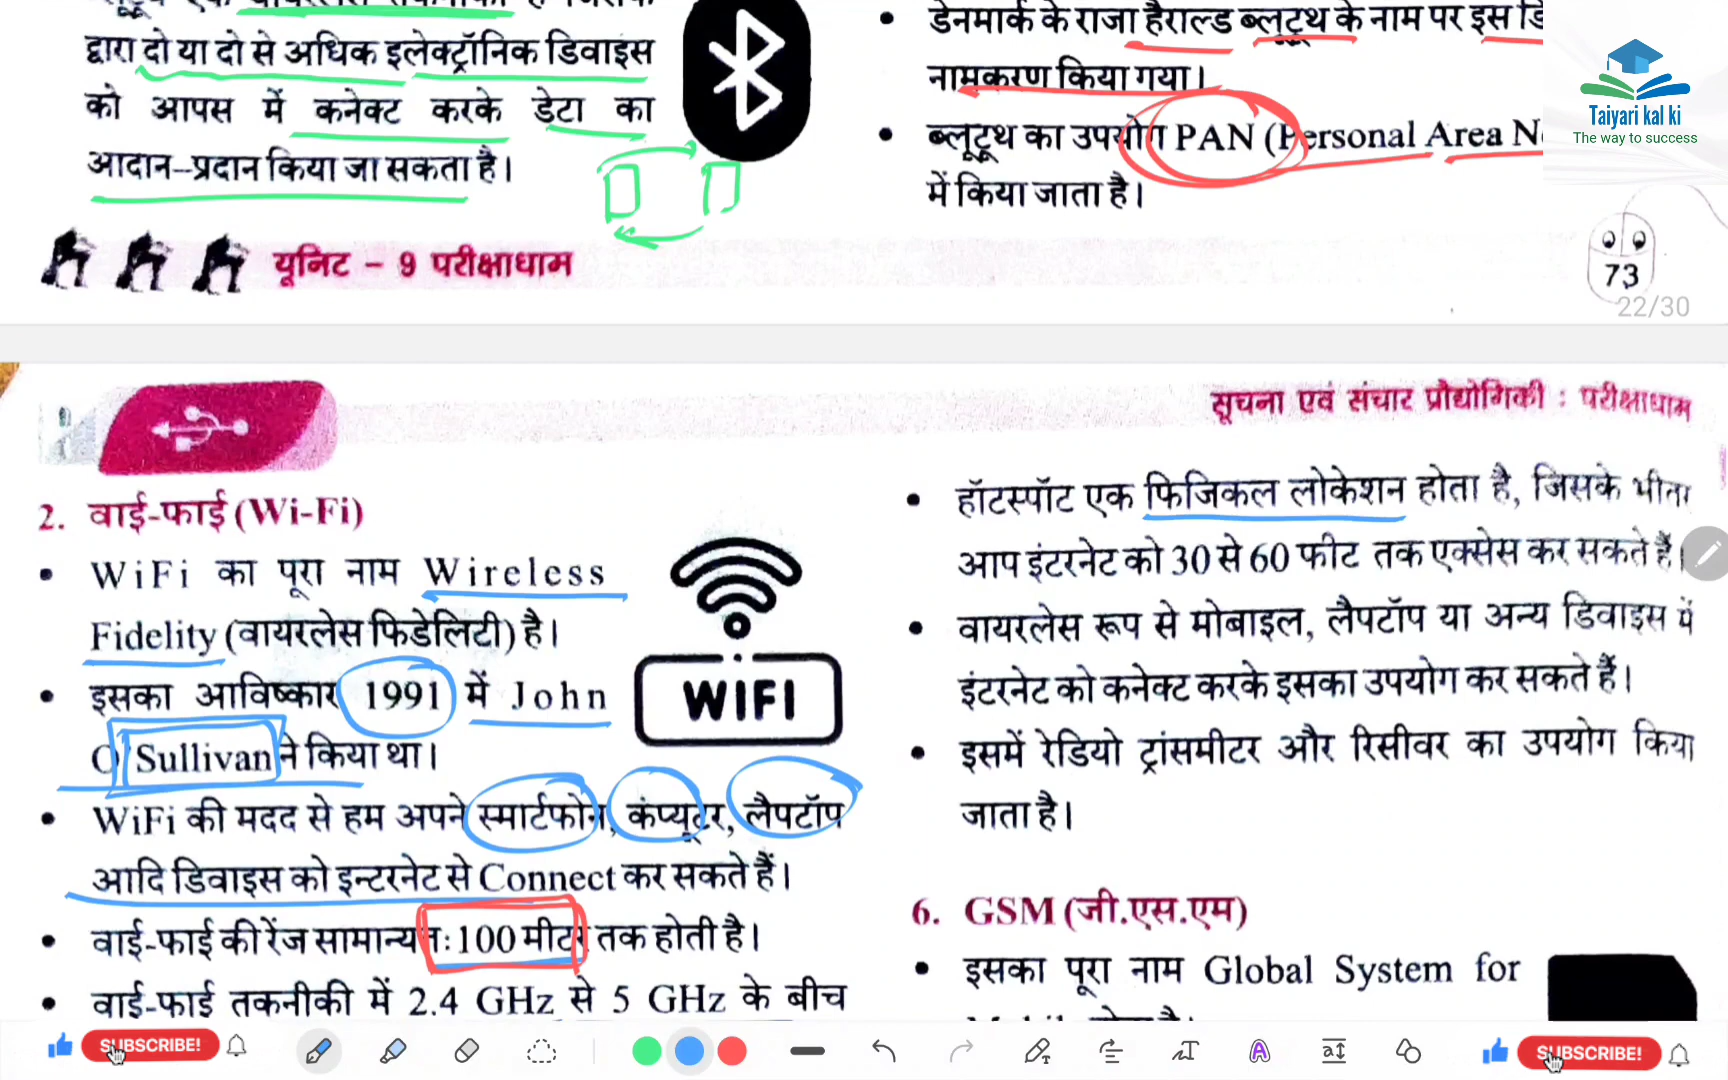 द्वारा दो या दो से अधिक इलेक्ट्रॉनिक डिवाइस
को आपस में कनेक्ट करके डेटा का
आदान–प्रदान किया जा सकता है।
डेनमार्क के राजा हैराल्ड ब्लूटूथ के नाम पर इस
नामकरण किया गया।
ब्लूटूथ का उपयोग PAN (Personal Area
में किया जाता है।
Taiyari kal ki
The way to success
यूनिट – 9 परीक्षाधाम
73
22/30
सूचना एवं संचार प्रौद्योगिकी : परीक्षाधाम
2. वाई-फाई (Wi-Fi)
• WiFi का पूरा नाम Wireless
Fidelity (वायरलेस फिडेलिटी) है।
• इसका आविष्कार 1991 में John
O' Sullivan ने किया था।
• WiFi की मदद से हम अपने स्मार्टफोन, कंप्यूटर, लैपटॉप
आदि डिवाइस को इन्टरनेट से Connect कर सकते हैं।
• वाई-फाई की रेंज सामान्यत: 100 मीटर तक होती है।
• वाई-फाई तकनीकी में 2.4 GHz से 5 GHz के बीच
WiFi
• हॉटस्पॉट एक फिजिकल लोकेशन होता है, जिसके
आप इंटरनेट को 30 से 60 फीट तक एक्सेस कर सकते हैं।
• वायरलेस रूप से मोबाइल, लैपटॉप या अन्य डिवाइस में
इंटरनेट को कनेक्ट करके इसका उपयोग कर सकते हैं।
• इसमें रेडियो ट्रांसमीटर और रिसीवर का उपयोग किया
जाता है।
6. GSM (जी.एस.एम)
• इसका पूरा नाम Global System for
SUBSCRIBE!
SUBSCRIBE!